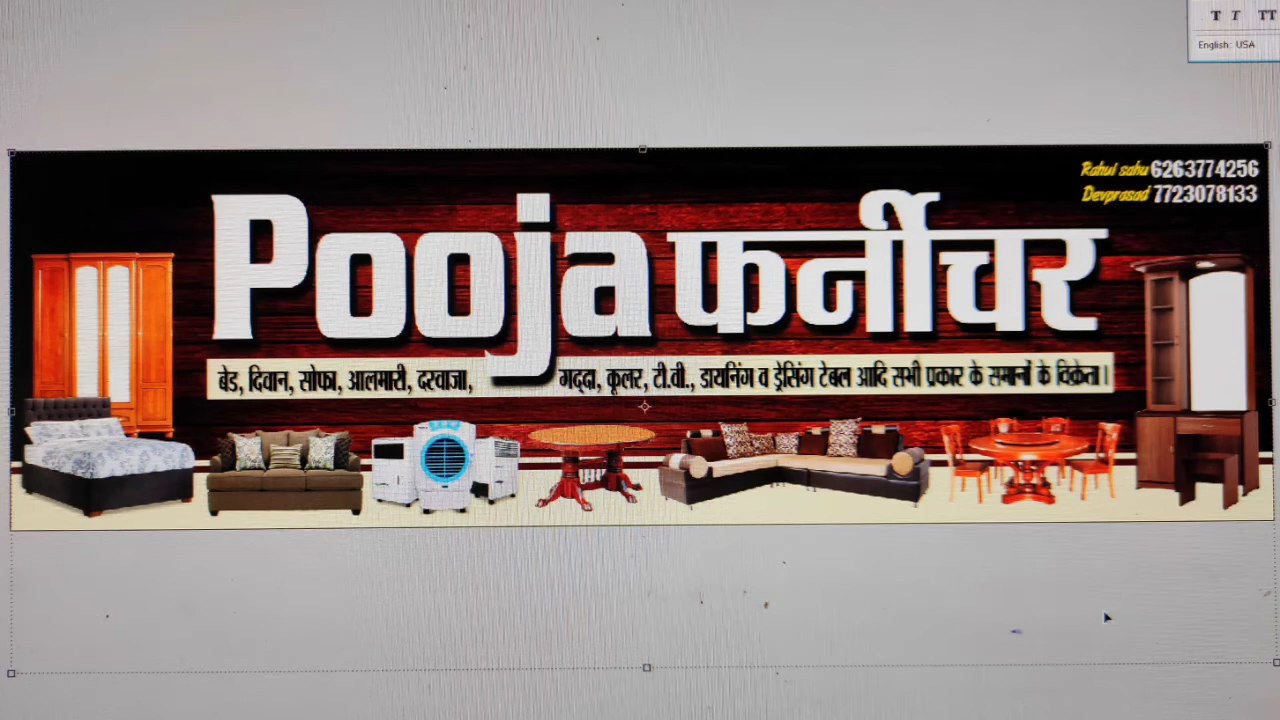 T T TT
English: USA
Rahul sahu 6263774256
Devprasad 7723078133
Pooja फर्नीचर
बेड, दिवान, सोफा, आलमारी, दरवाजा, गद्दा, कूलर, टी.वी., डायनिंग व ड्रेसिंग टेबल आदि सभी प्रकार के समानों के विक्रेता।